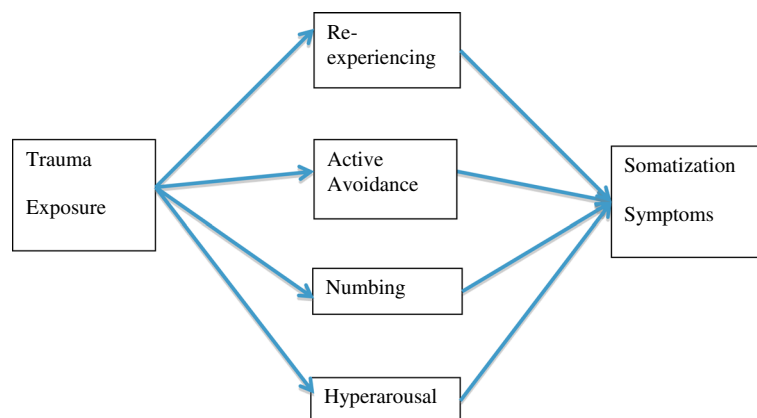 Re-
experiencing
Trauma
Exposure
Active
Avoidance
Somatization
Symptoms
Numbing
Hyperarousal